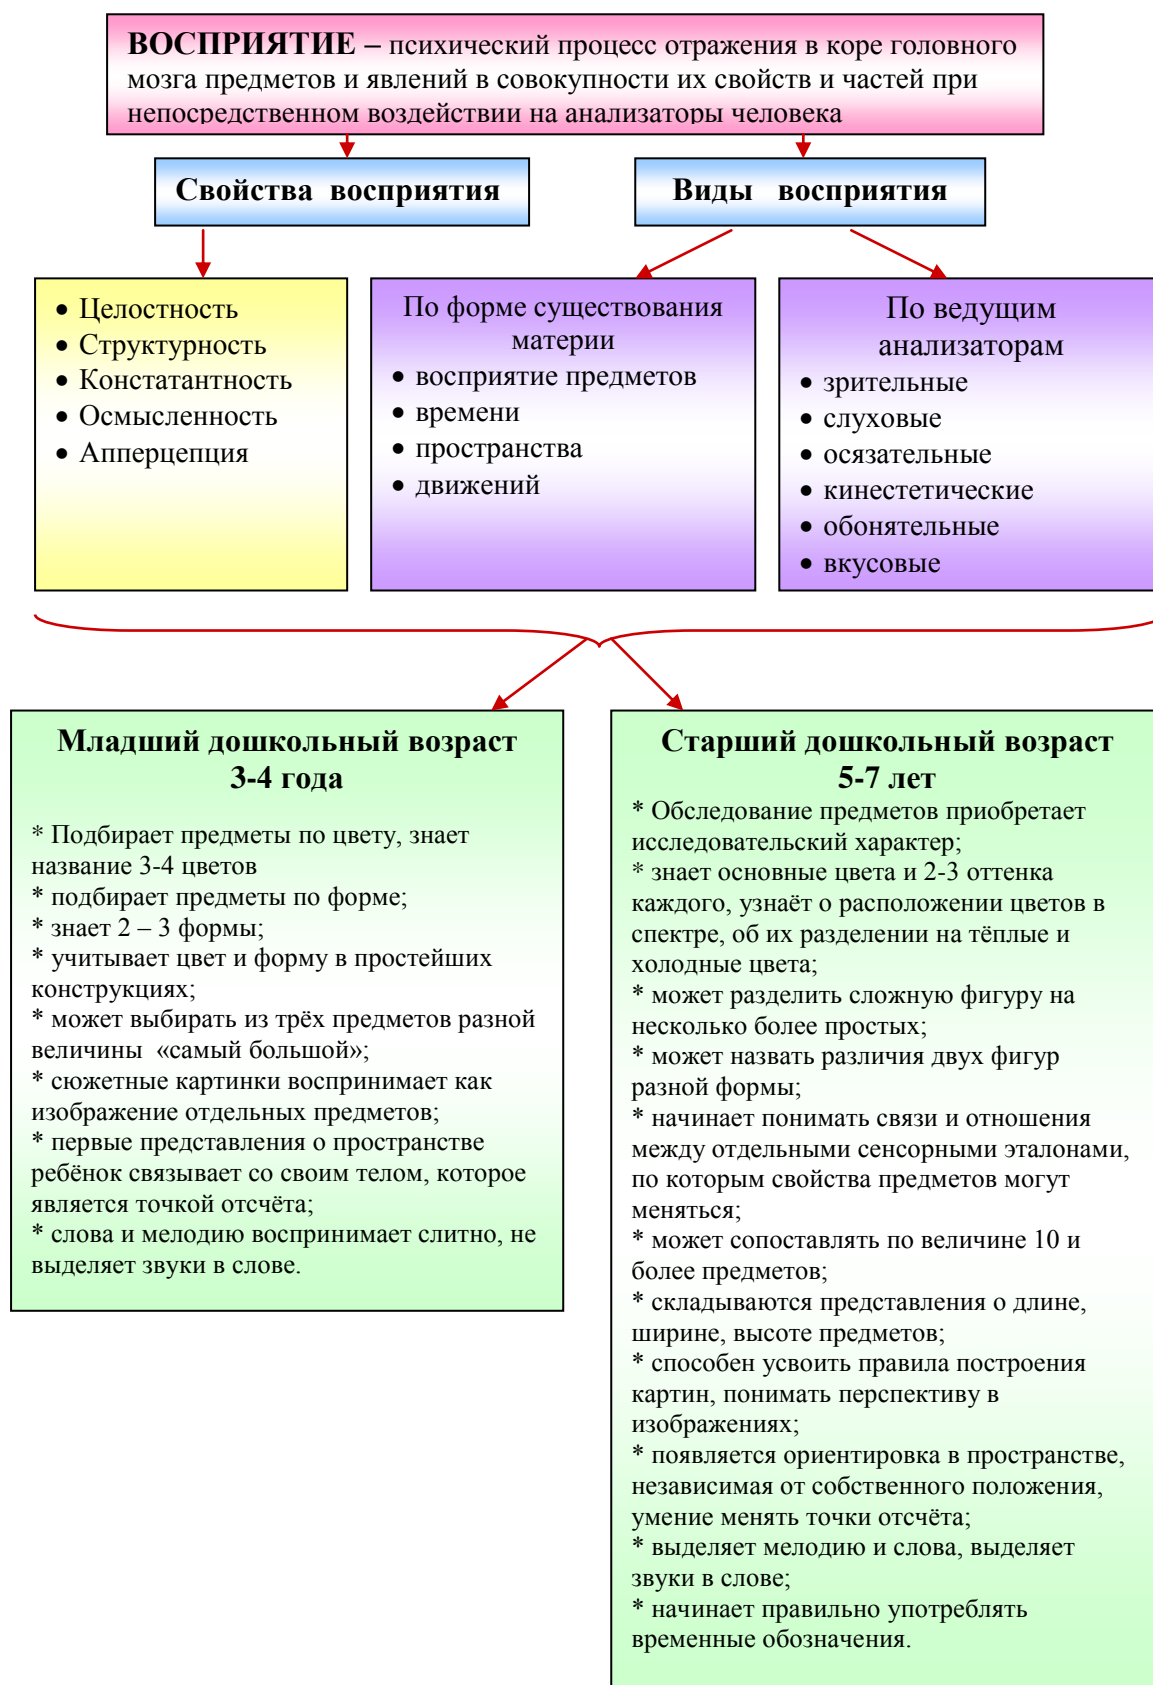 ВОСПРИЯТИЕ – психический процесс отражения в коре головного
мозга предметов и явлений в совокупности их свойств и частей при
непосредственном воздействии на анализаторы человека
Свойства восприятия
Виды восприятия
• Целостность
• Структурность
• Констатантность
• Осмысленность
• Апперцепция
По форме существования
материи
• восприятие предметов
• времени
• пространства
• движений
По ведущим
анализаторам
• зрительные
• слуховые
• осязательные
• кинестетические
• обонятельные
• вкусовые
Младший дошкольный возраст
3-4 года
* Подбирает предметы по цвету, знает
название 3-4 цветов
* подбирает предметы по форме;
* знает 2 – 3 формы;
* учитывает цвет и форму в простейших
конструкциях;
* может выбирать из трёх предметов разной
величины «самый большой»;
* сюжетные картинки воспринимает как
изображение отдельных предметов;
* первые представления о пространстве
ребёнок связывает со своим телом, которое
является точкой отсчёта;
* слова и мелодию воспринимает слитно, не
выделяет звуки в слове.
Старший дошкольный возраст
5-7 лет
* Обследование предметов приобретает
исследовательский характер;
* знает основные цвета и 2-3 оттенка
каждого, узнаёт о расположении цветов в
спектре, об их разделении на тёплые и
холодные цвета;
* может разделить сложную фигуру на
несколько более простых;
* может назвать различия двух фигур
разной формы;
* начинает понимать связи и отношения
между отдельными сенсорными эталонами,
по которым свойства предметов могут
меняться;
* может сопоставлять по величине 10 и
более предметов;
* складываются представления о длине,
ширине, высоте предметов;
* способен усвоить правила построения
картин, понимать перспективу в
изображениях;
* появляется ориентировка в пространстве,
независимая от собственного положения,
умение менять точки отсчёта;
* выделяет мелодию и слова, выделяет
звуки в слове;
* начинает правильно употреблять
временные обозначения.